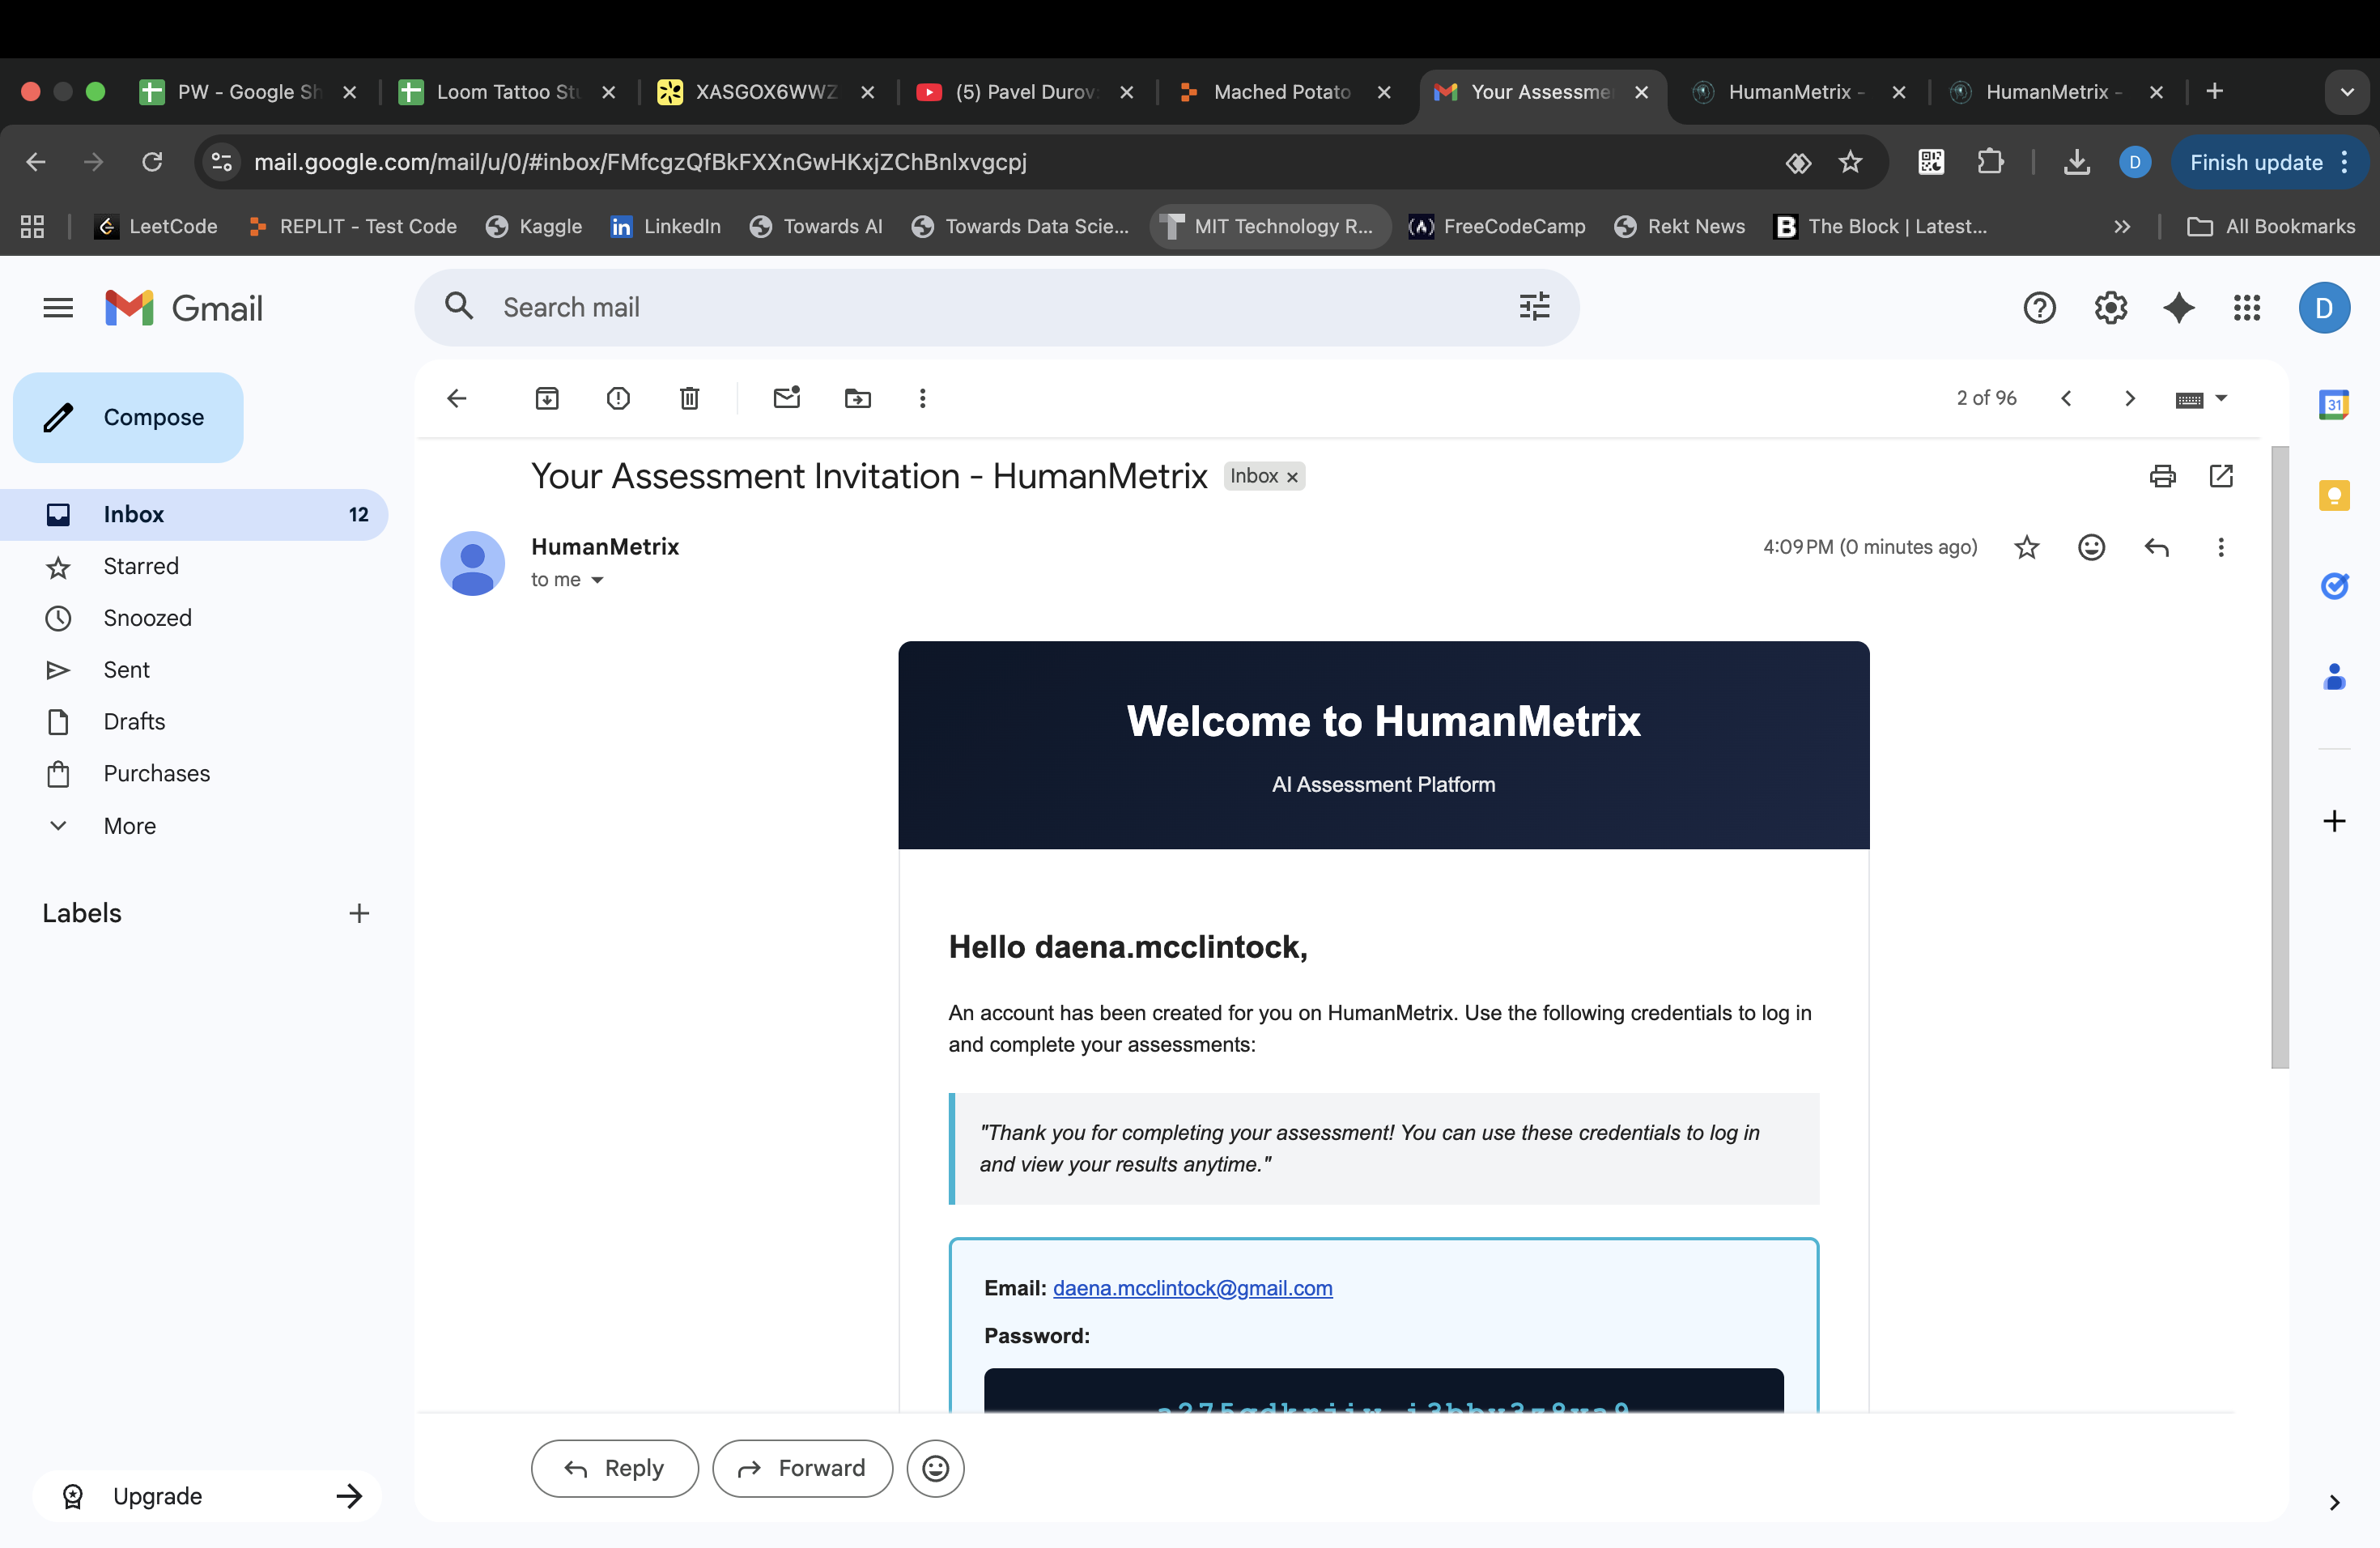 PW - Google Sh
Loom Tattoo Stu
XASGOX6WWZ
(5) Pavel Durov:
Mached Potato
Your Assessme
HumanMetrix -
HumanMetrix -
mail.google.com/mail/u/0/#inbox/FMfcgzQfBkFXXnGwHKxjZChBnlxvgcpj
D
Finish update
LeetCode
REPLIT - Test Code
Kaggle
LinkedIn
Towards AI
Towards Data Scie...
MIT Technology R...
FreeCodeCamp
Rekt News
The Block | Latest...
All Bookmarks
Gmail
Search mail
D
Compose
2 of 96
31
Inbox 12
Starred
Snoozed
Sent
Drafts
Purchases
More
Labels
Upgrade
Your Assessment Invitation - HumanMetrix Inbox x
HumanMetrix
4:09 PM (0 minutes ago)
to me
Welcome to HumanMetrix
AI Assessment Platform
Hello daena.mcclintock,
An account has been created for you on HumanMetrix. Use the following credentials to log in
and complete your assessments:
"Thank you for completing your assessment! You can use these credentials to log in
and view your results anytime."
Email: daena.mcclintock@gmail.com
Password:
Reply
Forward